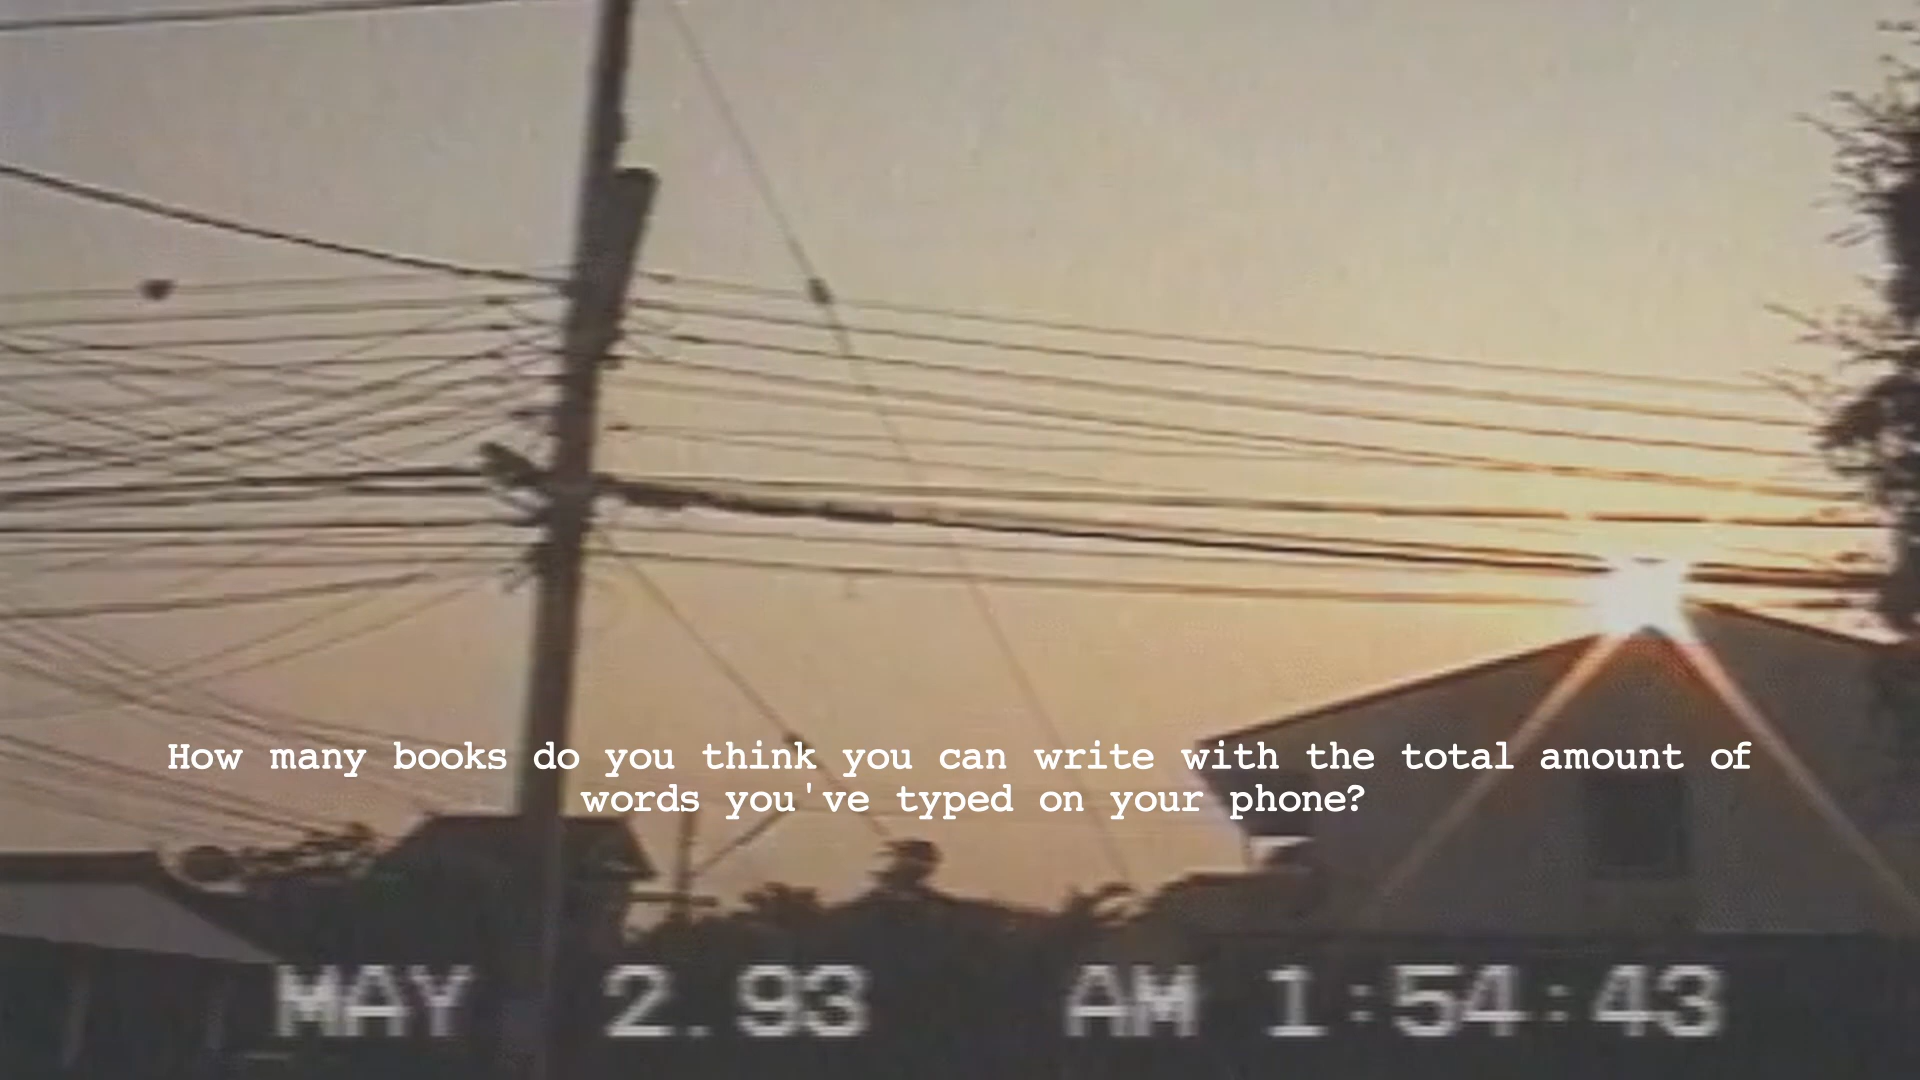 How many books do you think you can write with the total amount of
words you've typed on your phone?
MAY 2.93 AM 1:54:43